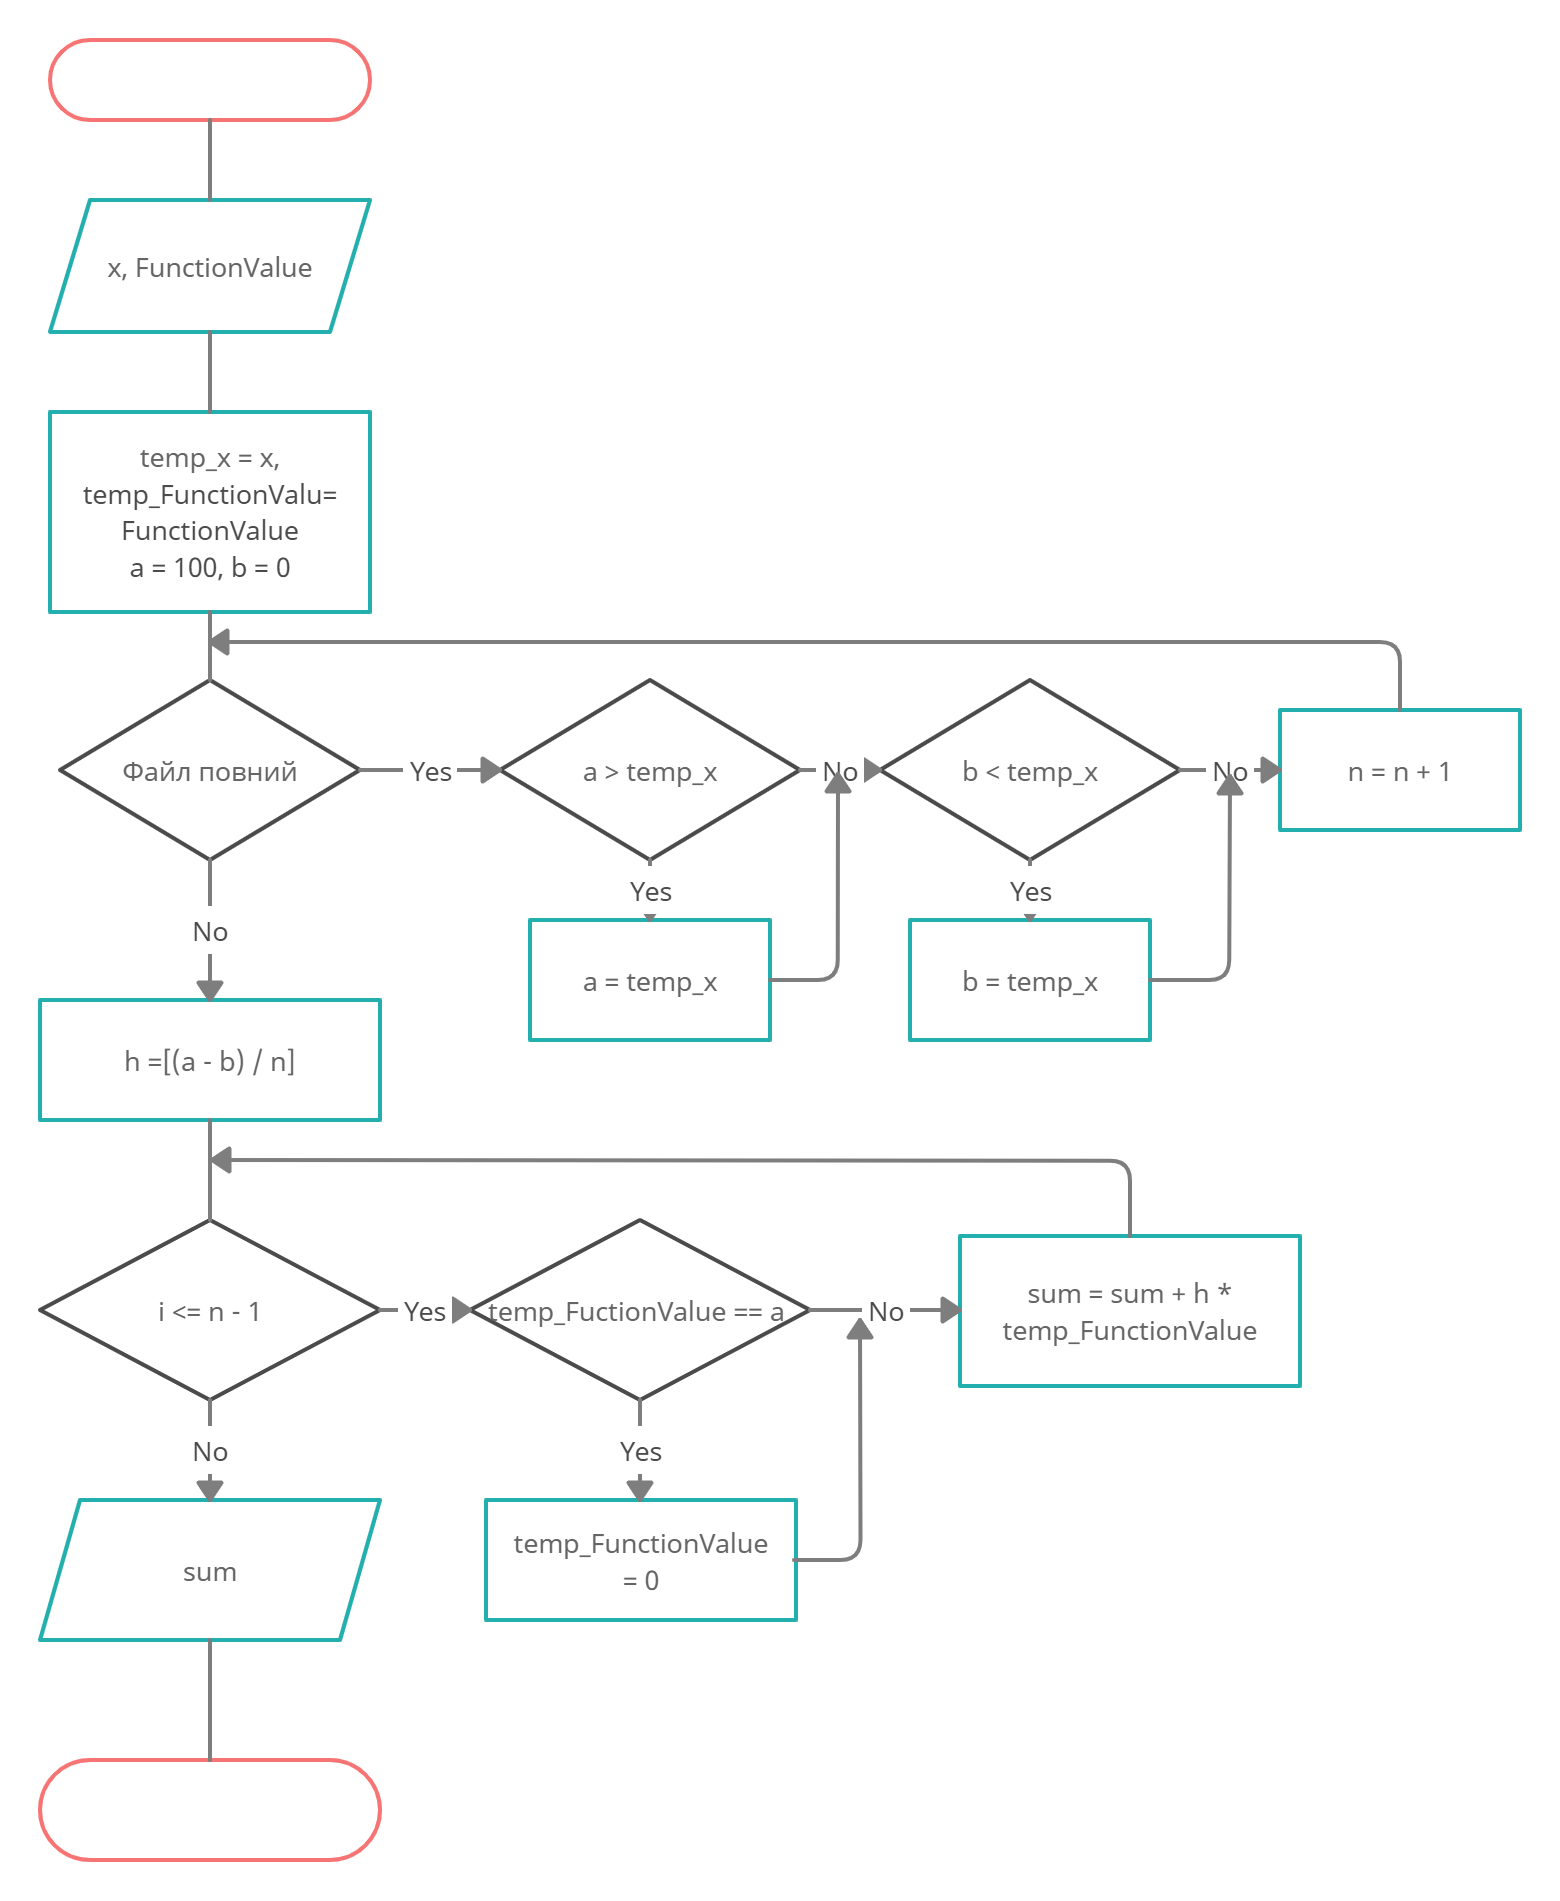 x, FunctionValue
temp_x = x,
temp_FunctionValu=
FunctionValue
a = 100, b = 0
Файл повний
Yes
a > temp_x
No
b < temp_x
No
n = n + 1
Yes
Yes
No
a = temp_x
b = temp_x
h =[(a - b) / n]
i <= n - 1
Yes
temp_FuctionValue == a
No
sum = sum + h *
temp_FunctionValue
No
Yes
sum
temp_FunctionValue
= 0